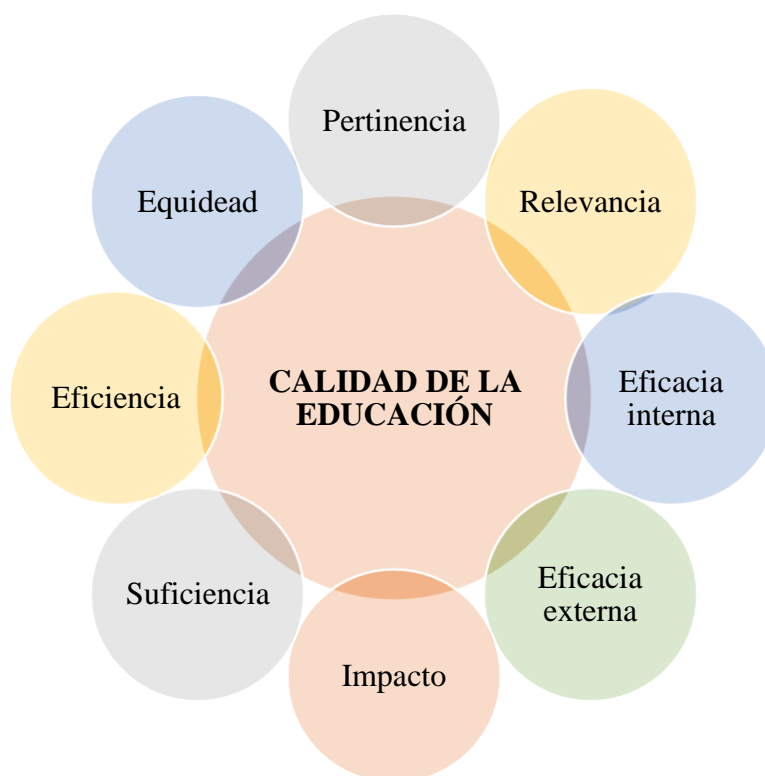 Pertinencia
Relevancia
Eficacia
interna
Eficacia
externa
Impacto
Suficiencia
Eficiencia
Equidead
CALIDAD DE LA
EDUCACIÓN